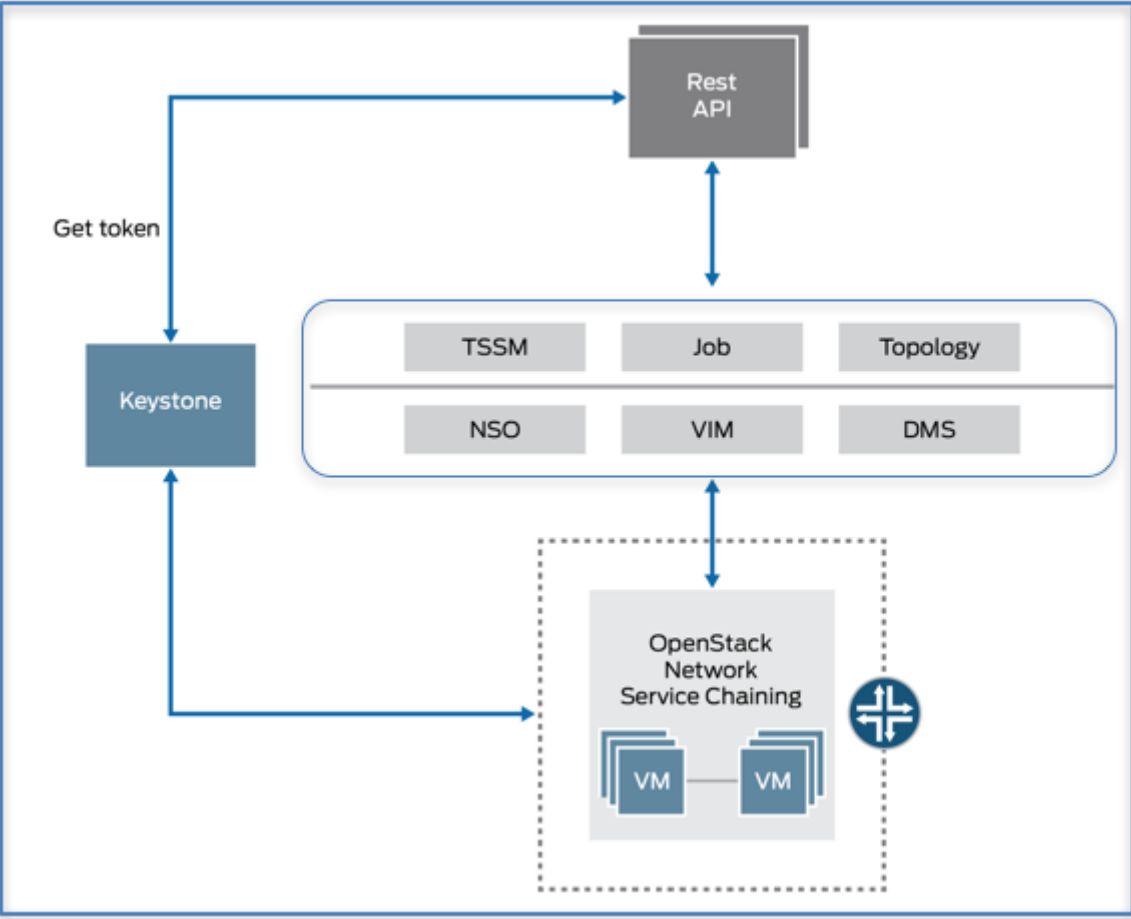 Rest
API
Get token
TSSM
Job
Topology
Keystone
NSO
VIM
DMS
OpenStack
Network
Service Chaining
VM
VM